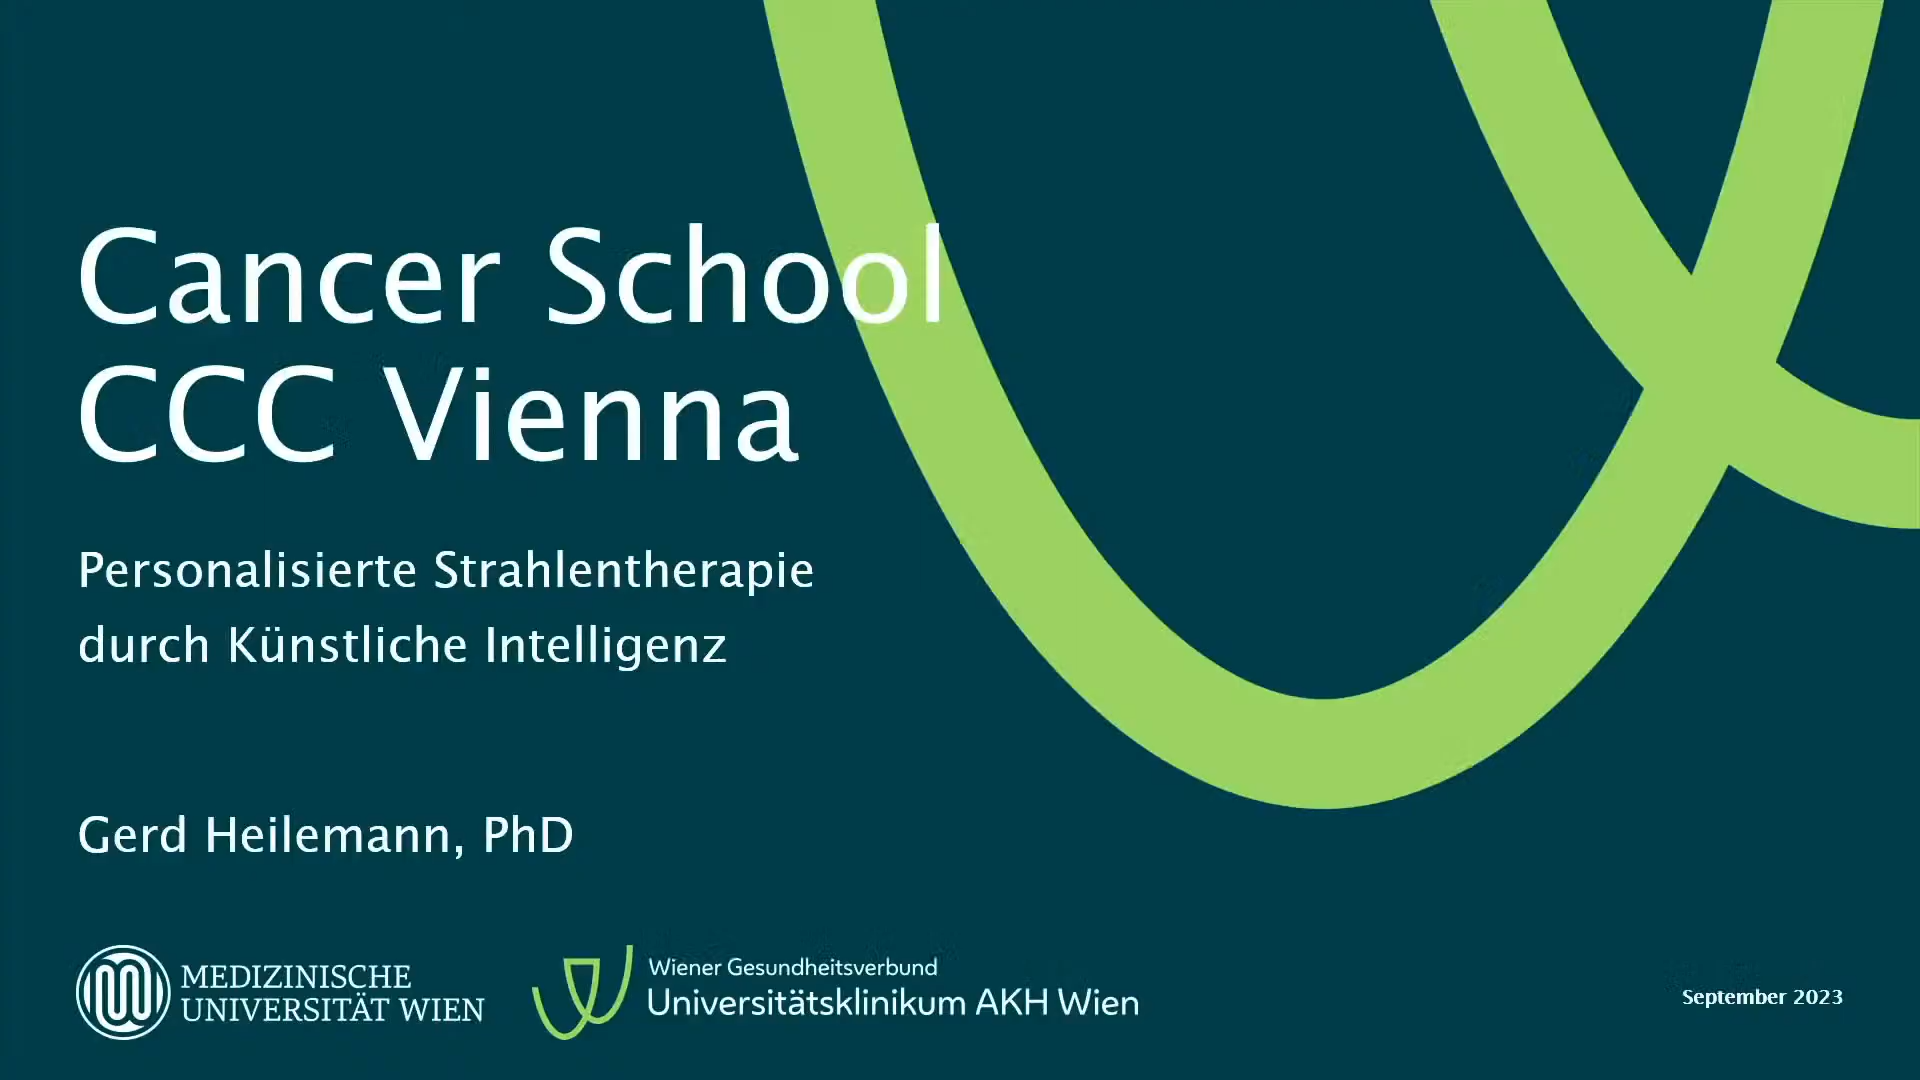 Cancer School
CCC Vienna
Personalisierte Strahlentherapie
durch Künstliche Intelligenz
Gerd Heilemann, PhD
MEDIZINISCHE
UNIVERSITÄT WIEN
Wiener Gesundheitsverbund
Universitätsklinikum AKH Wien
September 2023